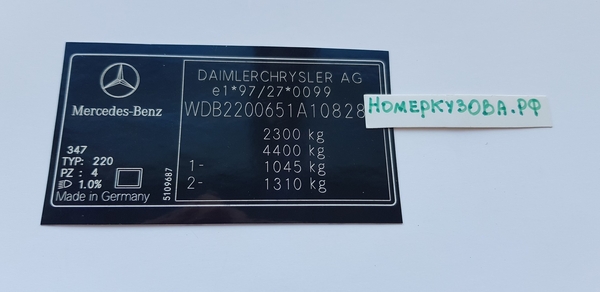 DAIMLERCHRYSLER AG
e1*97/27*0099
WDB2200651A10828
2300 kg
4400 kg
1- 1045 kg
2- 1310 kg
Mercedes-Benz
347
TYP: 220
PZ : 4
1.0%
Made in Germany
5109687
НОМЕРКУЗОВА.РФ